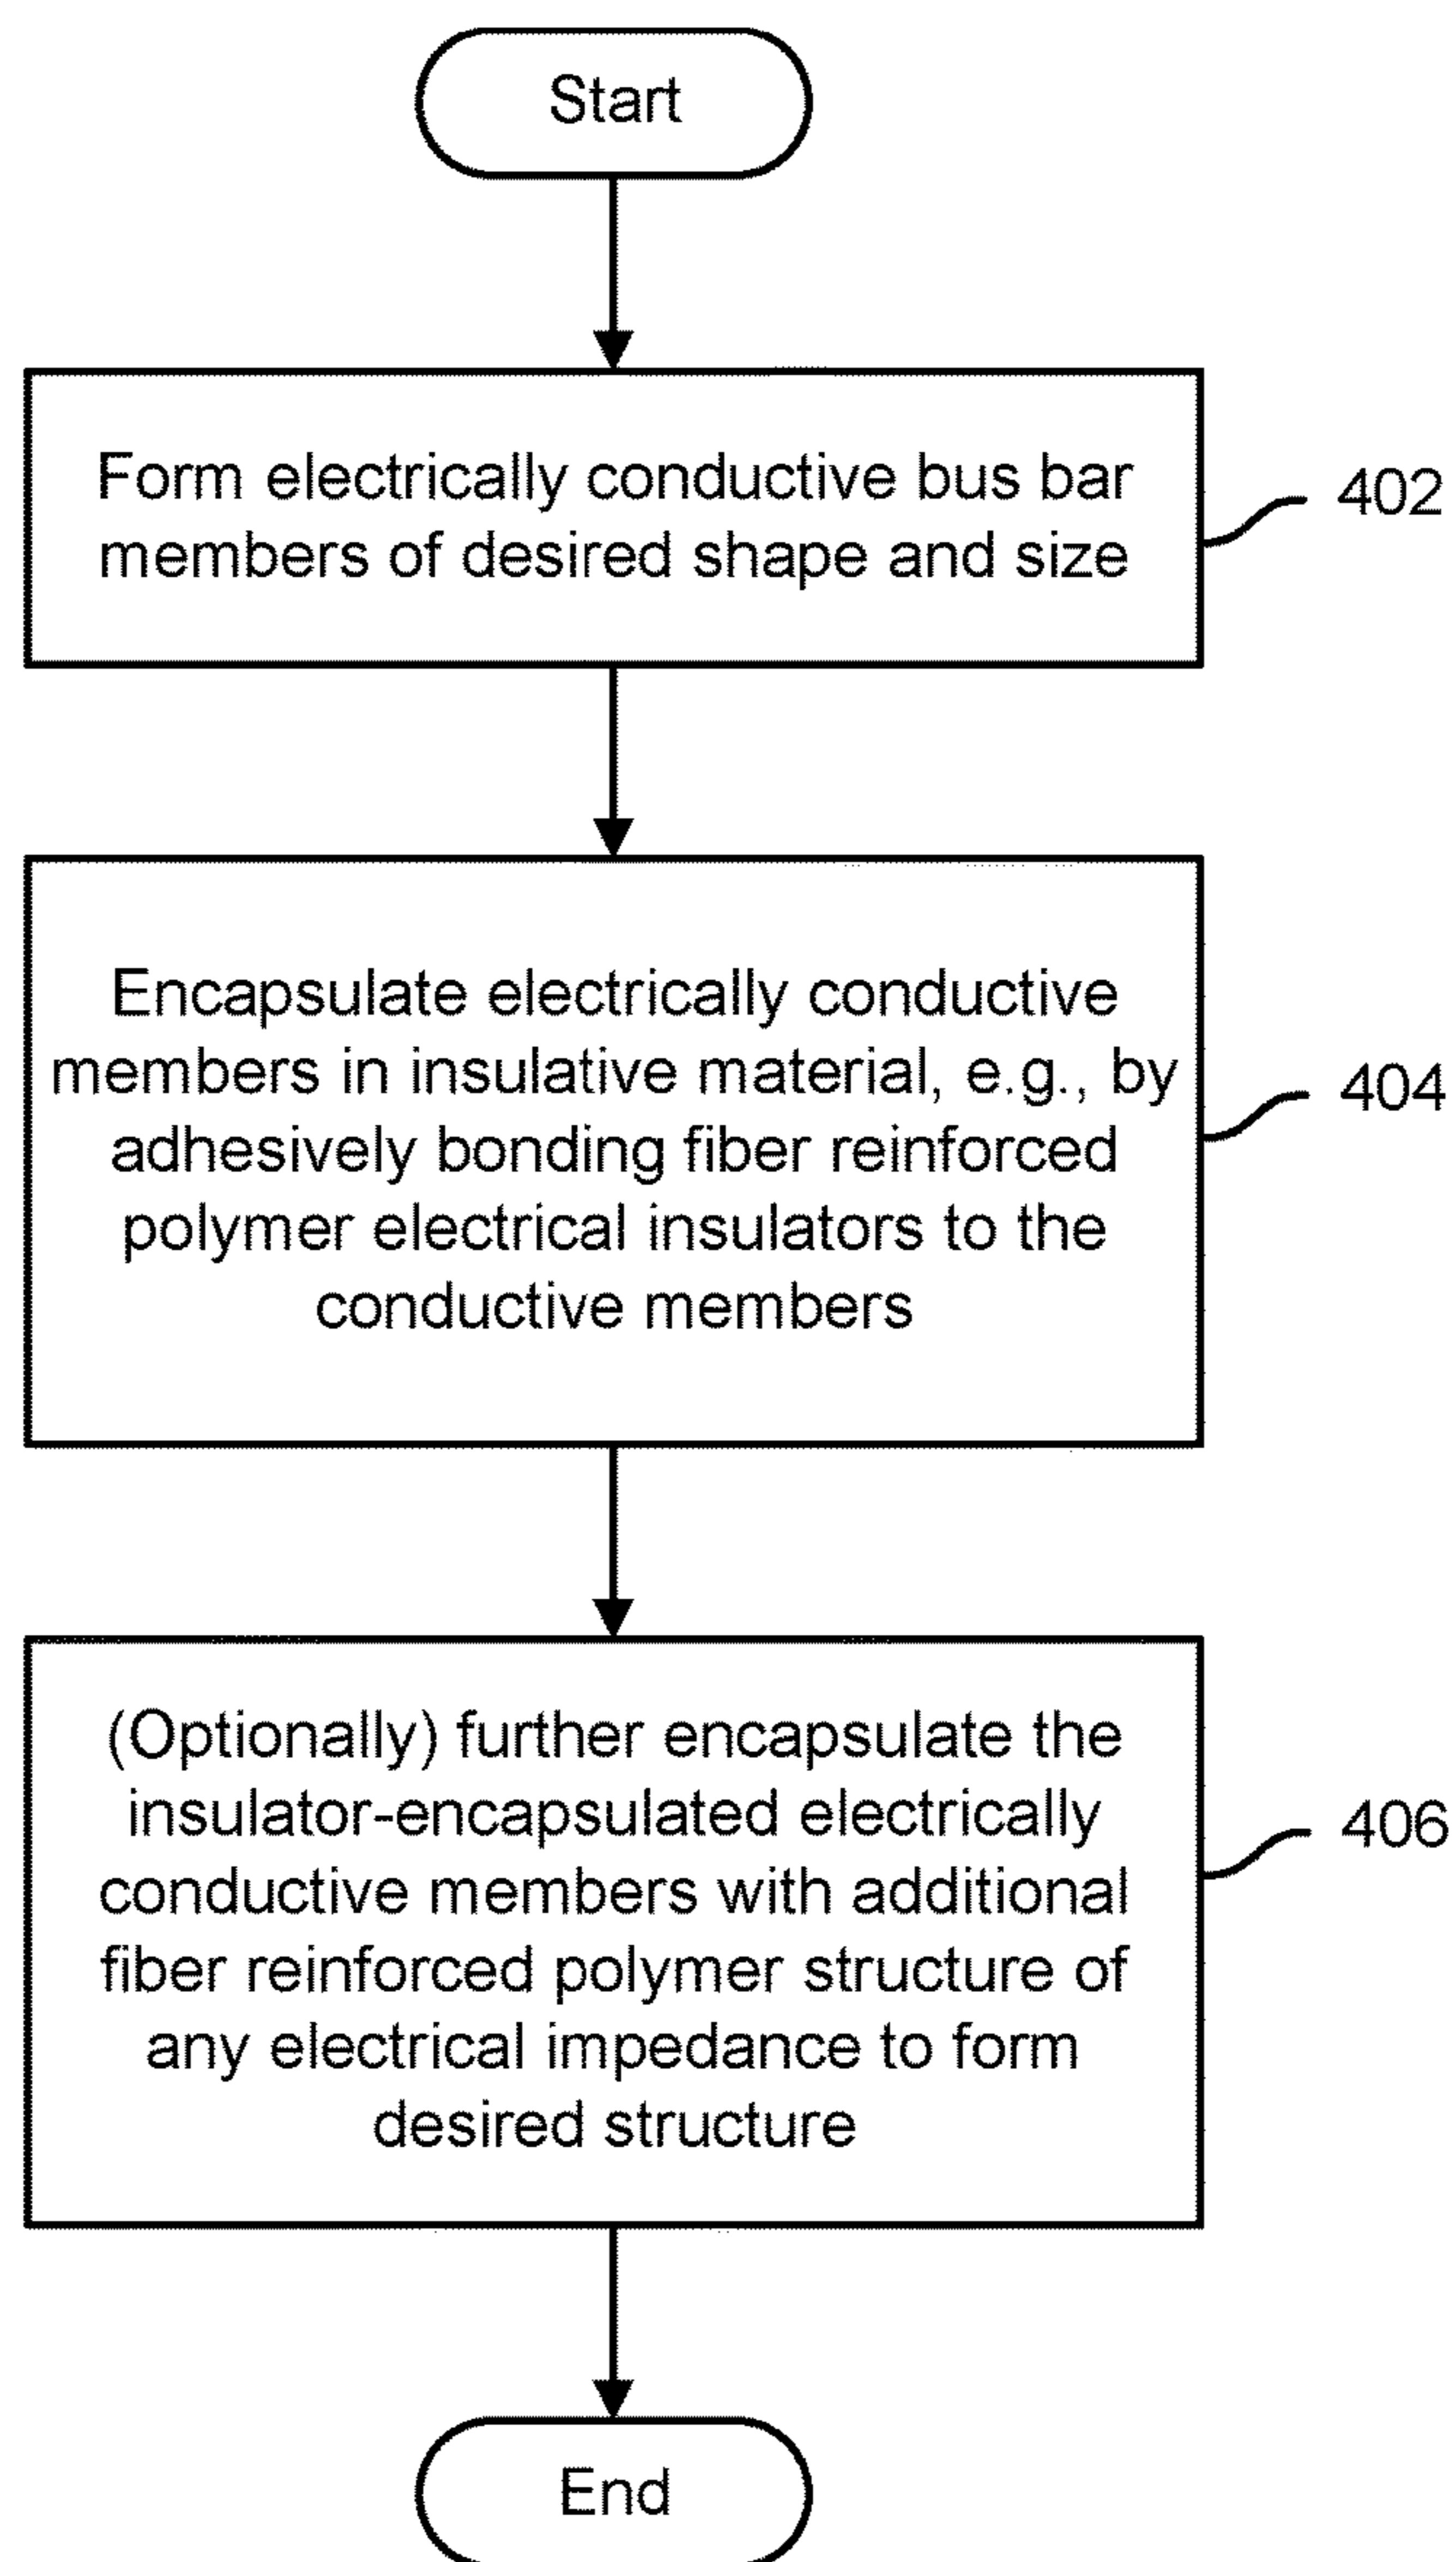 Start
Form electrically conductive bus bar
members of desired shape and size
402
Encapsulate electrically conductive
members in insulative material, e.g., by
adhesively bonding fiber reinforced
polymer electrical insulators to the
conductive members
404
(Optionally) further encapsulate the
insulator-encapsulated electrically
conductive members with additional
fiber reinforced polymer structure of
any electrical impedance to form
desired structure
406
End